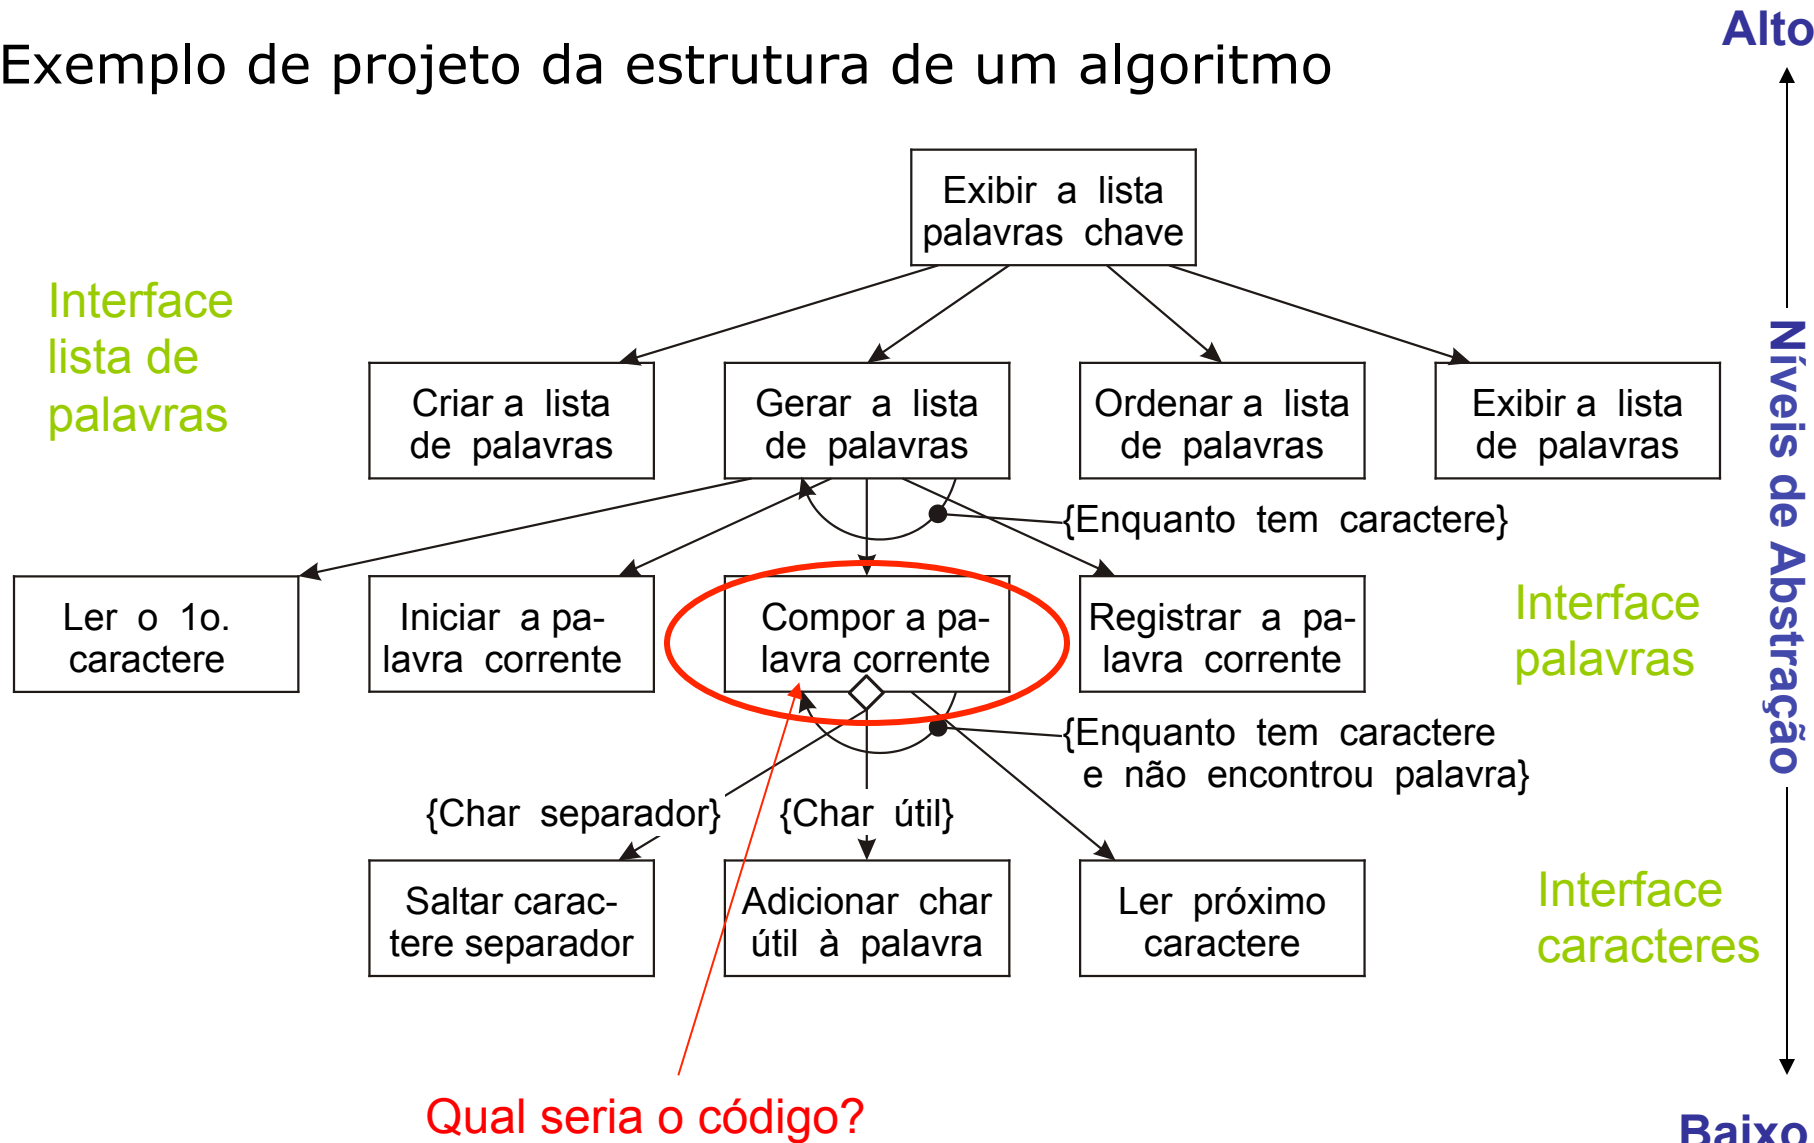 Alto
Exemplo de projeto da estrutura de um algoritmo
Exibir a lista
palavras chave
Interface
lista de
palavras
Criar a lista
de palavras
Gerar a lista
de palavras
Ordenar a lista
de palavras
Exibir a lista
de palavras
Níveis de Abstração
{Enquanto tem caractere}
Ler o 1o.
caractere
Iniciar a pa-
lavra corrente
Compor a pa-
lavra corrente
Registrar a pa-
lavra corrente
Interface
palavras
{Enquanto tem caractere
e não encontrou palavra}
{Char separador}
{Char útil}
Saltar carac-
tere separador
Adicionar char
útil à palavra
Ler próximo
caractere
Interface
caracteres
Qual seria o código?
Baixo